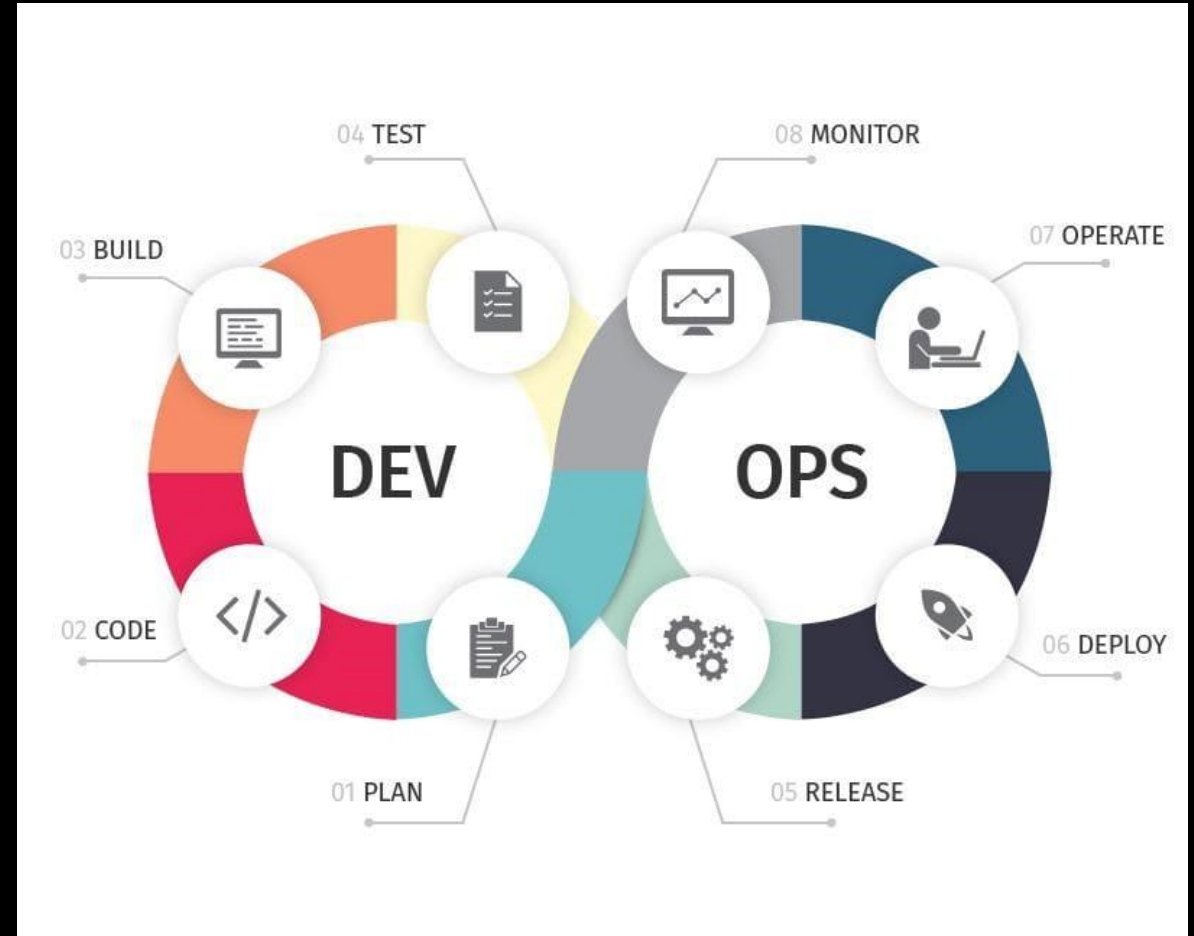 04 TEST
08 MONITOR
03 BUILD
07 OPERATE
DEV
OPS
02 CODE
06 DEPLOY
01 PLAN
05 RELEASE